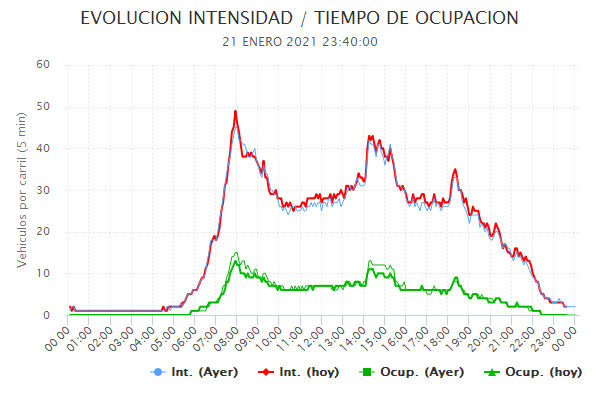 EVOLUCION INTENSIDAD / TIEMPO DE OCUPACION
21 ENERO 2021 23:40:00
Vehiculos por carril (5 min)
60
50
40
30
20
10
0
00:00 01:00 02:00 03:00 04:00 05:00 06:00 07:00 08:00 09:00 10:00 11:00 12:00 13:00 14:00 15:00 16:00 17:00 18:00 19:00 20:00 21:00 22:00 23:00 00:00
Int. (Ayer) Int. (hoy) Ocup. (Ayer) Ocup. (hoy)